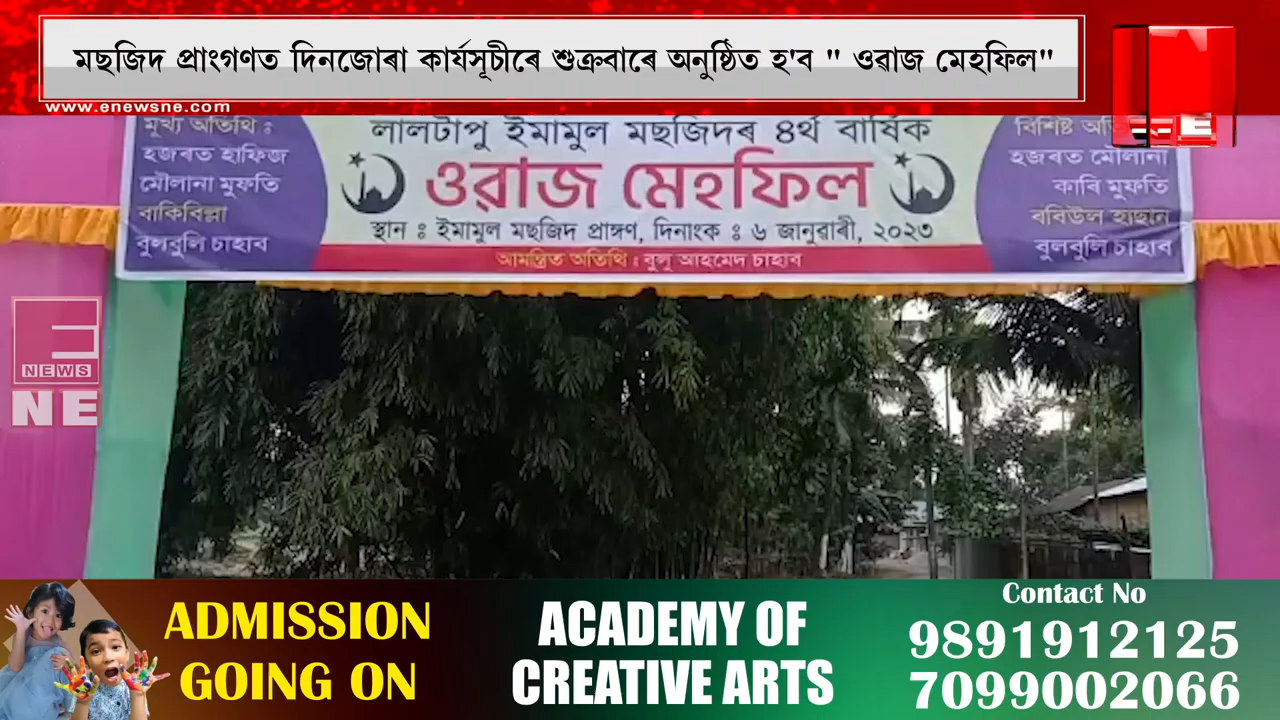 মছজিদ প্ৰাংগণত দিনজোৰা কাৰ্যসূচীৰে শুক্ৰবাৰে অনুষ্ঠিত হ'ব " ওৱাজ মেহফিল"
www.enewsne.com
NE
মুখ্য অতিথি :
হজৰত হাফিজ
মৌলানা মুফতি
বাকিবিল্লা
বুলবুলি চাহাব
লালটাপু ইমামুল মছজিদৰ ৪ৰ্থ বাৰ্ষিক
ওৱাজ মেহফিল
স্থান ঃ ইমামুল মছজিদ প্ৰাঙ্গণ, দিনাংক ঃ ৬ জানুৱাৰী, ২০২৩
আমন্ত্ৰিত অতিথি : বুলু আহমেদ চাহাব
বিশিষ্ট
হজৰত মৌলানা
কাৰি মুফতি
ৰবিউল হাছান
বুলবুলি চাহাব
NEWS
NE
ADMISSION
GOING ON
ACADEMY OF
CREATIVE ARTS
Contact No
9891912125
7099002066